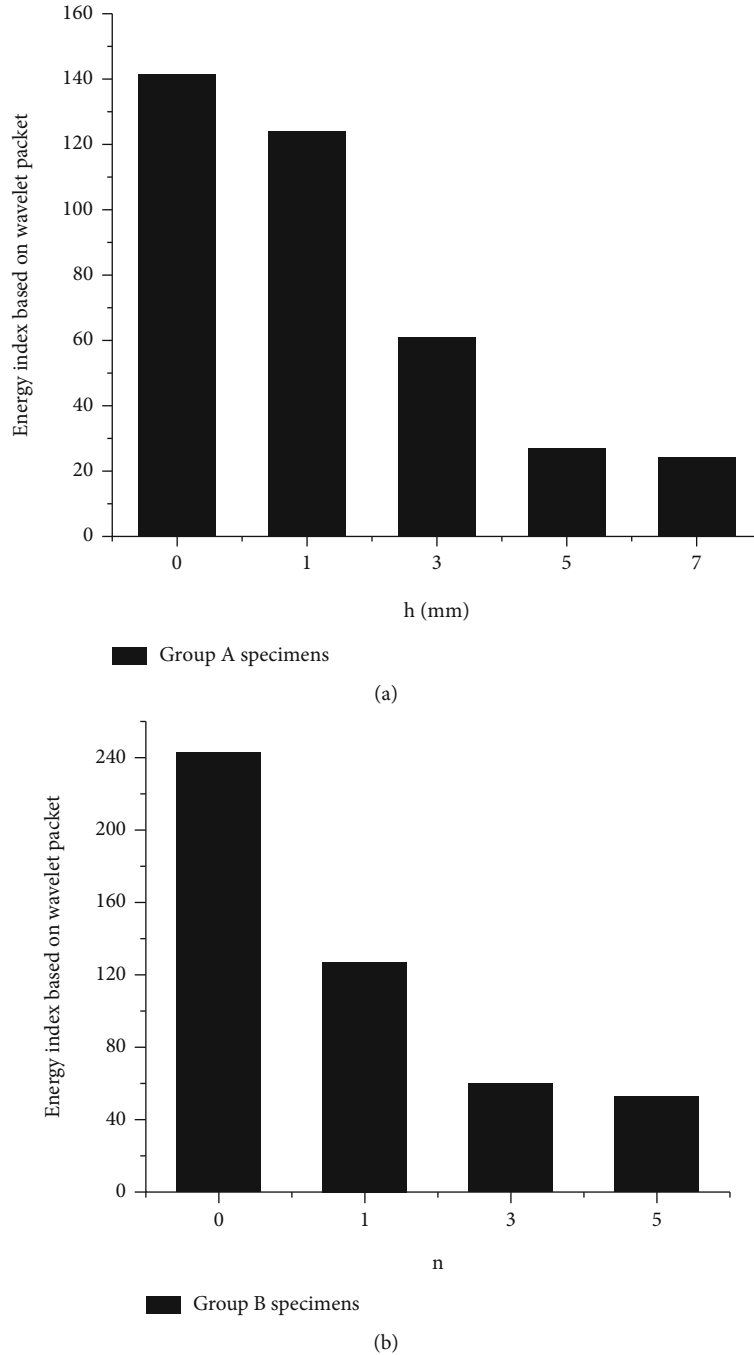 160
140
120
100
80
60
40
20
0
Energy index based on wavelet packet
0 1 3 5 7
h (mm)
Group A specimens
(a)
240
200
160
120
80
40
0
Energy index based on wavelet packet
0 1 3 5
n
Group B specimens
(b)